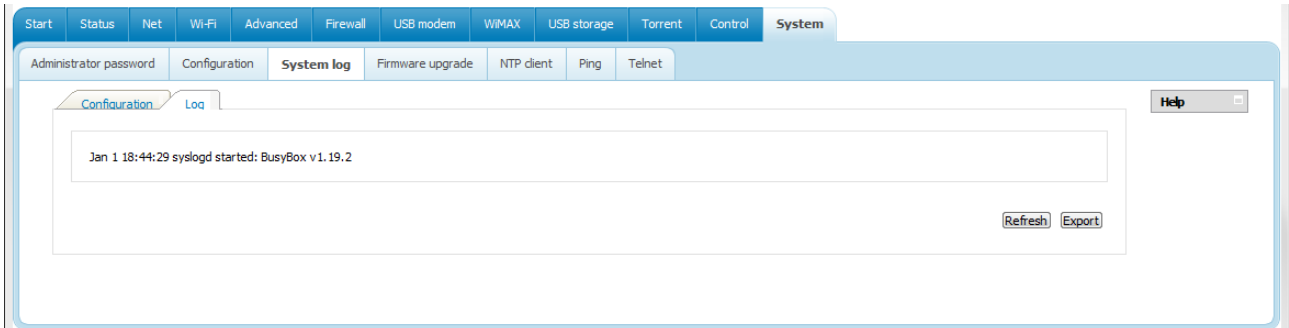 Start Status Net Wi-Fi Advanced Firewall USB modem WiMAX USB storage Torrent Control System
Administrator password Configuration System log Firmware upgrade NTP client Ping Telnet
Configuration Log
Help
Jan 1 18:44:29 syslogd started: BusyBox v1.19.2
Refresh Export